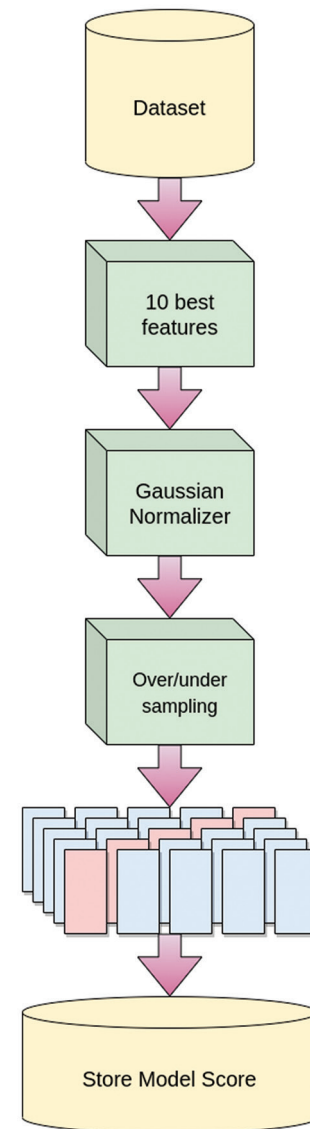 Dataset
10 best
features
Gaussian
Normalizer
Over/under
sampling
Store Model Score